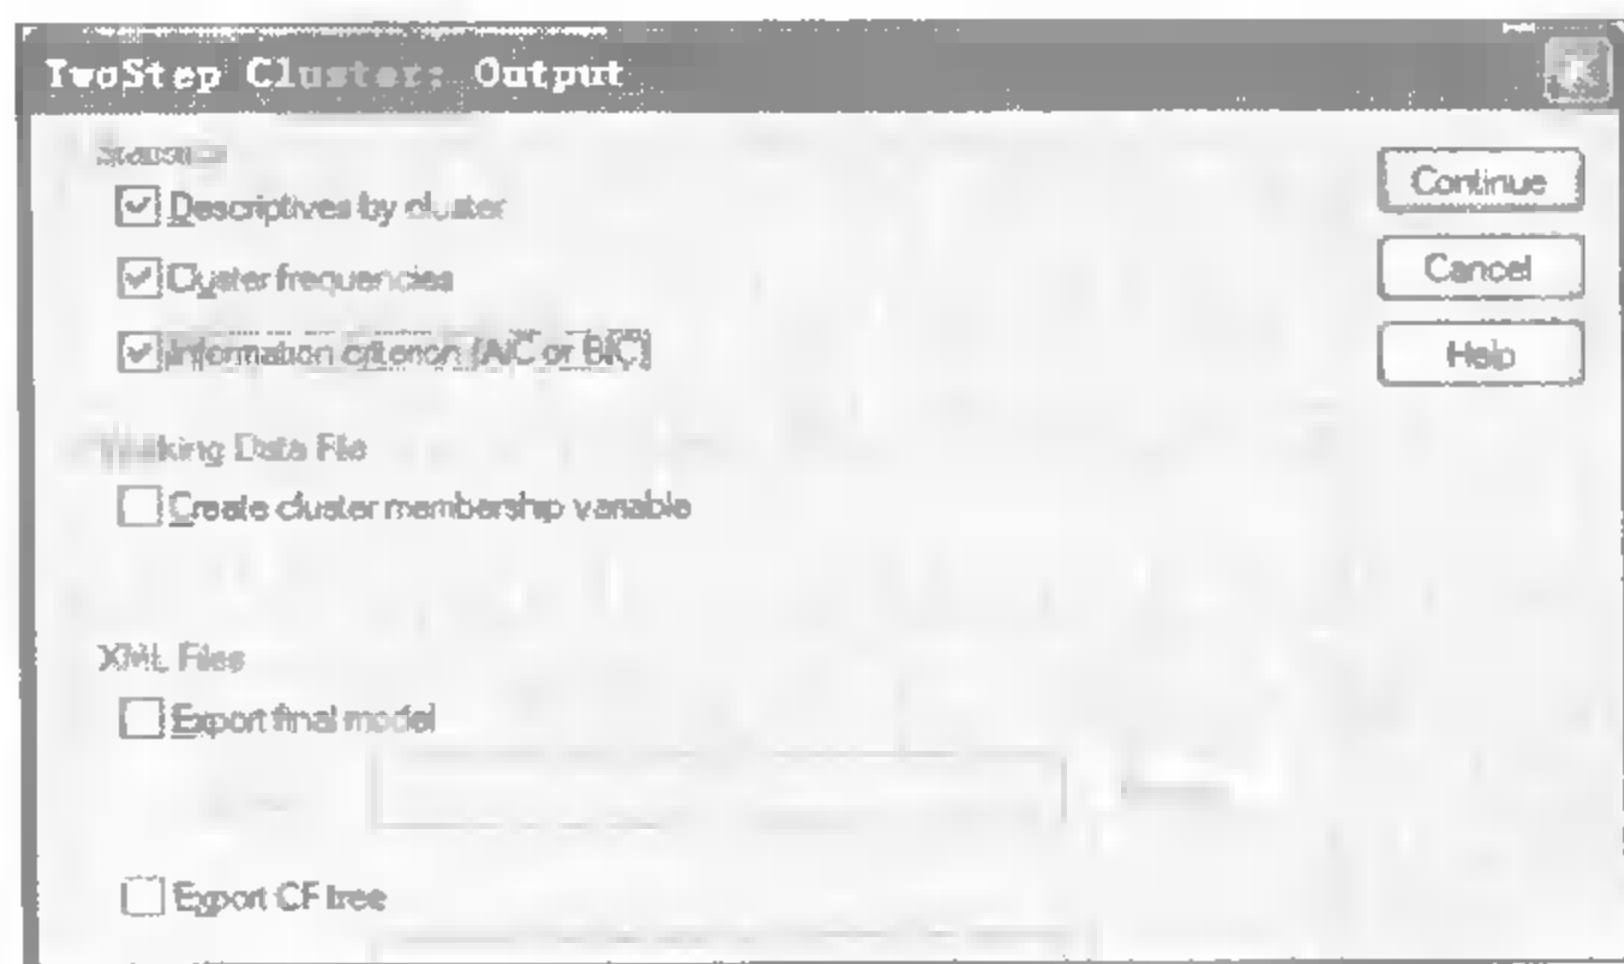 TwoStep Cluster: Output
Statistics
Descriptives by cluster
Cluster frequencies
Information criterion (AIC or BIC)
Working Data File
Create cluster membership variable
XML Files
Export final model
Export CF tree
Continue
Cancel
Help